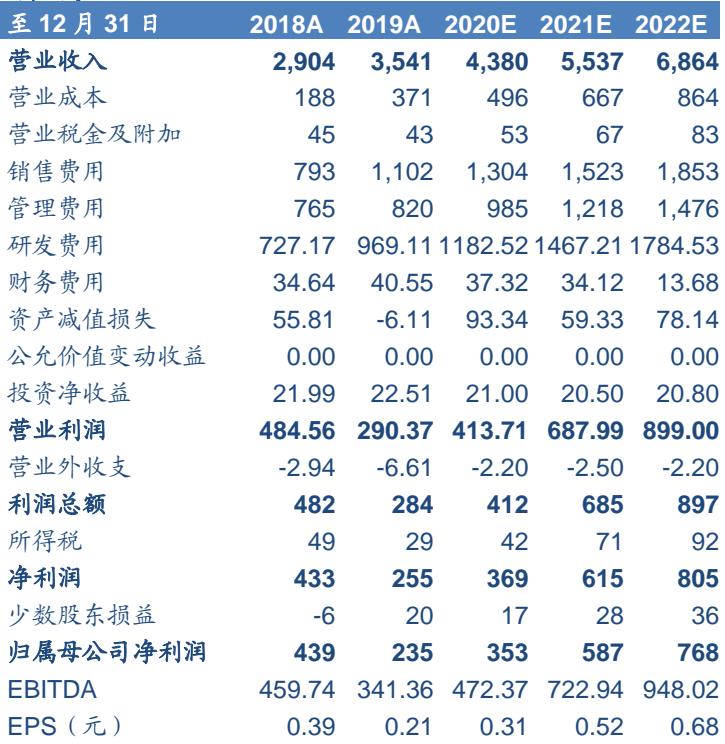 至 12 月 31 日 2018A 2019A 2020E 2021E 2022E
营业收入 2,904 3,541 4,380 5,537 6,864
营业成本 188 371 496 667 864
营业税金及附加 45 43 53 67 83
销售费用 793 1,102 1,304 1,523 1,853
管理费用 765 820 985 1,218 1,476
研发费用 727.17 969.11 1182.52 1467.21 1784.53
财务费用 34.64 40.55 37.32 34.12 13.68
资产减值损失 55.81 -6.11 93.34 59.33 78.14
公允价值变动收益 0.00 0.00 0.00 0.00 0.00
投资净收益 21.99 22.51 21.00 20.50 20.80
营业利润 484.56 290.37 413.71 687.99 899.00
营业外收支 -2.94 -6.61 -2.20 -2.50 -2.20
利润总额 482 284 412 685 897
所得税 49 29 42 71 92
净利润 433 255 369 615 805
少数股东损益 -6 20 17 28 36
归属母公司净利润 439 235 353 587 768
EBITDA 459.74 341.36 472.37 722.94 948.02
EPS（元） 0.39 0.21 0.31 0.52 0.68